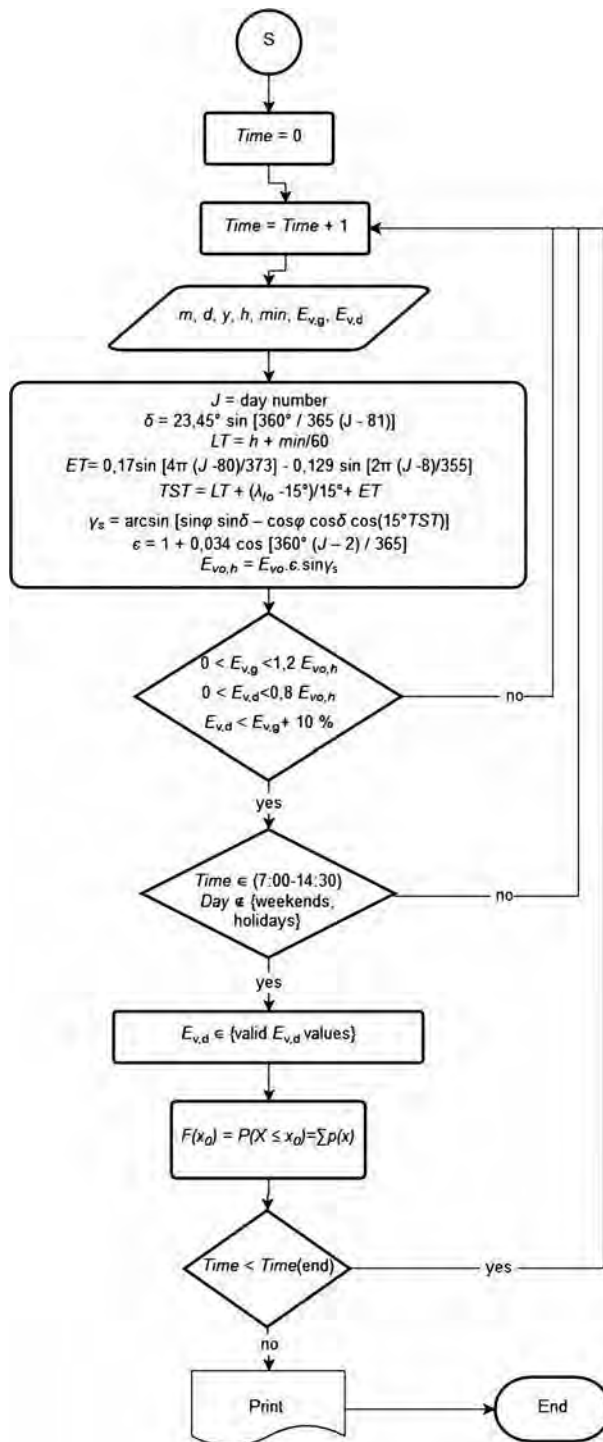 S
Time = 0
Time = Time + 1
m, d, y, h, min, Ev,g, Ev,d
J = day number
δ = 23,45° sin [360° / 365 (J - 81)]
LT = h + min/60
ET= 0,17sin [4π (J -80)/373] - 0,129 sin [2π (J -8)/355]
TST = LT + (λlo -15°)/15°+ ET
γs = arcsin [sinφ sinδ – cosφ cosδ cos(15°TST)]
ϵ = 1 + 0,034 cos [360° (J – 2) / 365]
Evo,h = Evo.ϵ.sinγs
0 < Ev,g <1,2 Evo,h
0 < Ev,d<0,8 Evo,h
Ev,d < Ev,g+ 10 %
no
yes
Time ∈ (7:00-14:30)
Day ∉ {weekends,
holidays}
no
yes
Ev,d ∈ {valid Ev,d values}
F(x0) = P(X ≤ x0)=∑p(x)
Time < Time(end)
yes
no
Print
End